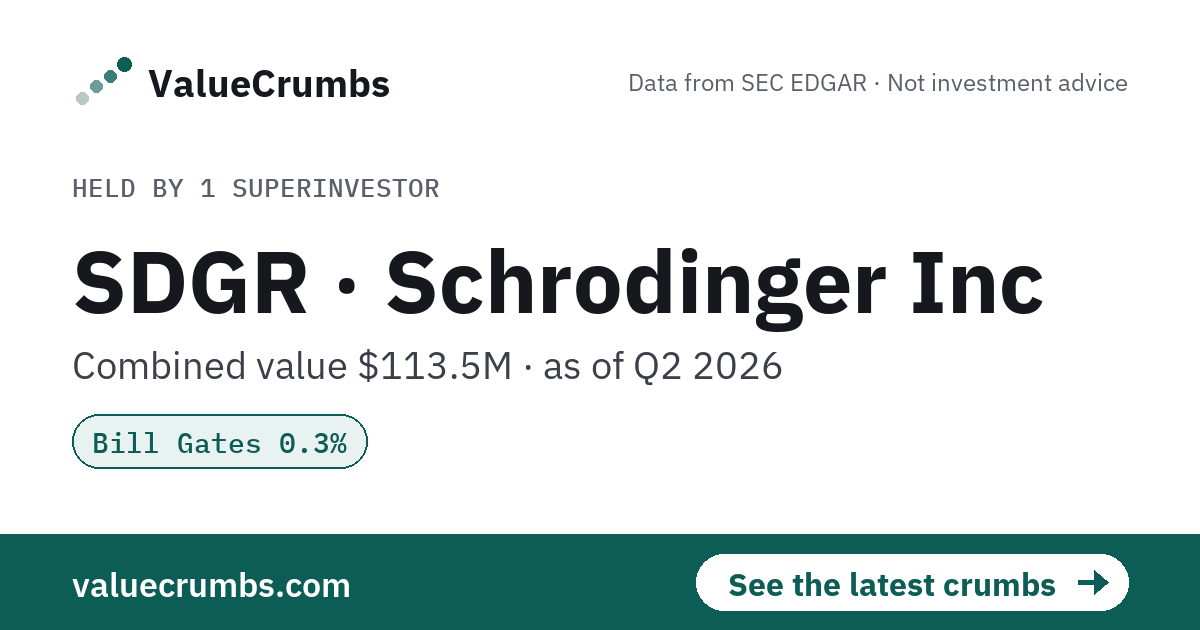 ValueCrumbs
Data from SEC EDGAR · Not investment advice
HELD BY 1 SUPERINVESTOR
SDGR · Schrodinger Inc
Combined value $113.5M · as of Q2 2026
Bill Gates 0.3%
valuecrumbs.com
See the latest crumbs